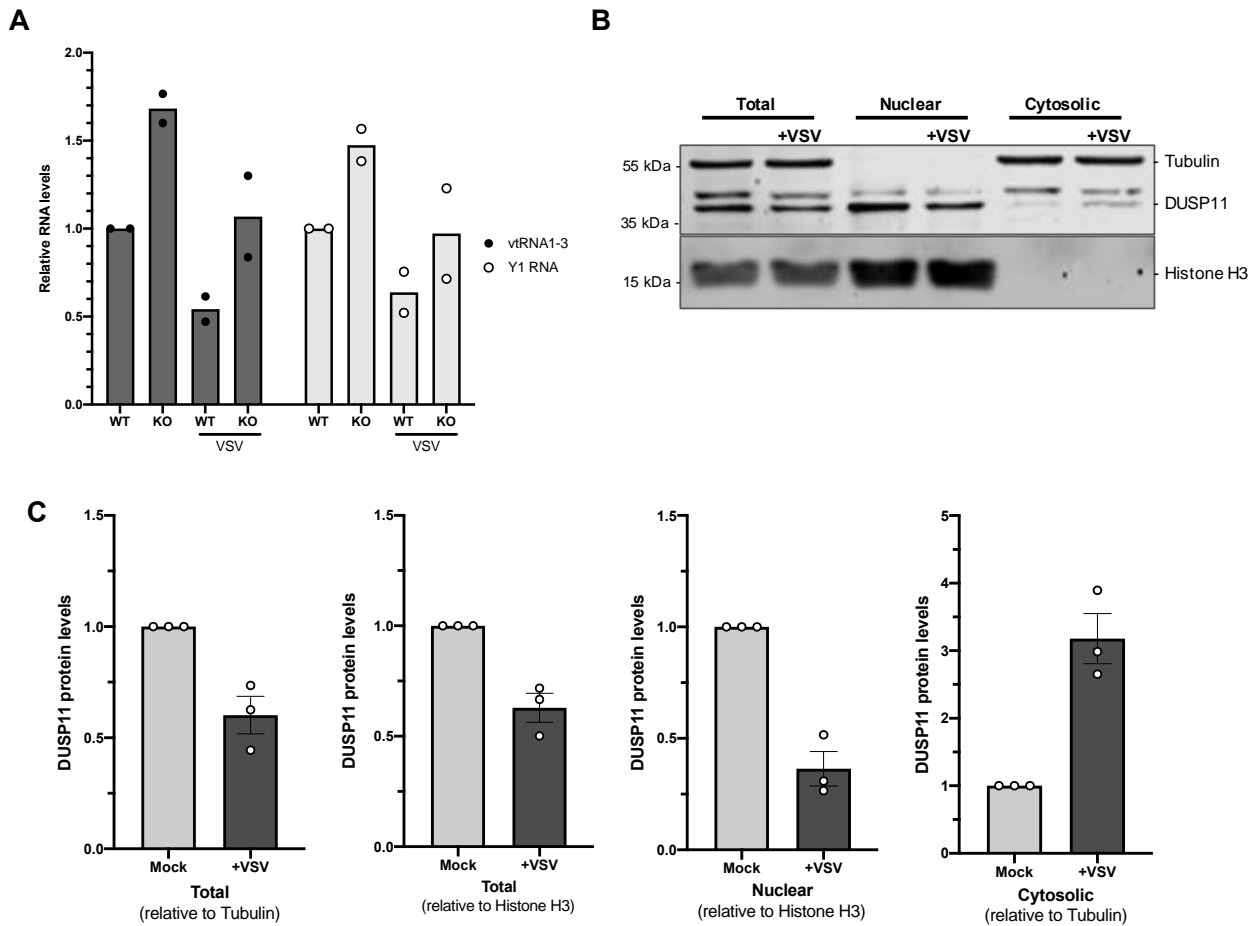 A
2.0
1.5
1.0
0.5
0.0
Relative RNA levels
WT
KO
WT
KO
VSV
WT
KO
WT
KO
VSV
vtRNA1-3
Y1 RNA
B
Total
Nuclear
Cytosolic
+VSV
+VSV
+VSV
55 kDa
35 kDa
15 kDa
Tubulin
DUSP11
Histone H3
C
DUSP11 protein levels
1.5
1.0
0.5
0.0
Mock
+VSV
Total
(relative to Tubulin)
DUSP11 protein levels
1.5
1.0
0.5
0.0
Mock
+VSV
Total
(relative to Histone H3)
DUSP11 protein levels
1.5
1.0
0.5
0.0
Mock
+VSV
Nuclear
(relative to Histone H3)
DUSP11 protein levels
5
4
3
2
1
0
Mock
+VSV
Cytosolic
(relative to Tubulin)